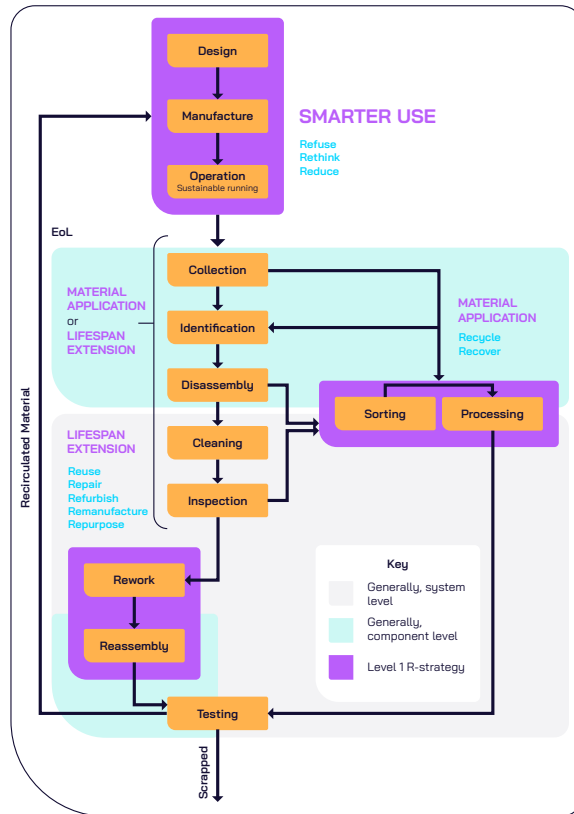 Design
Manufacture
Operation
Sustainable running
SMARTER USE
Refuse
Rethink
Reduce
EoL
Collection
Identification
Disassembly
Cleaning
Inspection
MATERIAL
APPLICATION
or LIFESPAN
EXTENSION
MATERIAL
APPLICATION
Recycle
Recover
Sorting
Processing
LIFESPAN
EXTENSION
Reuse
Repair
Refurbish
Remanufacture
Repurpose
Recirculated Material
Rework
Reassembly
Testing
Scrapped
Key
Generally, system
level
Generally,
component level
Level 1 R-strategy